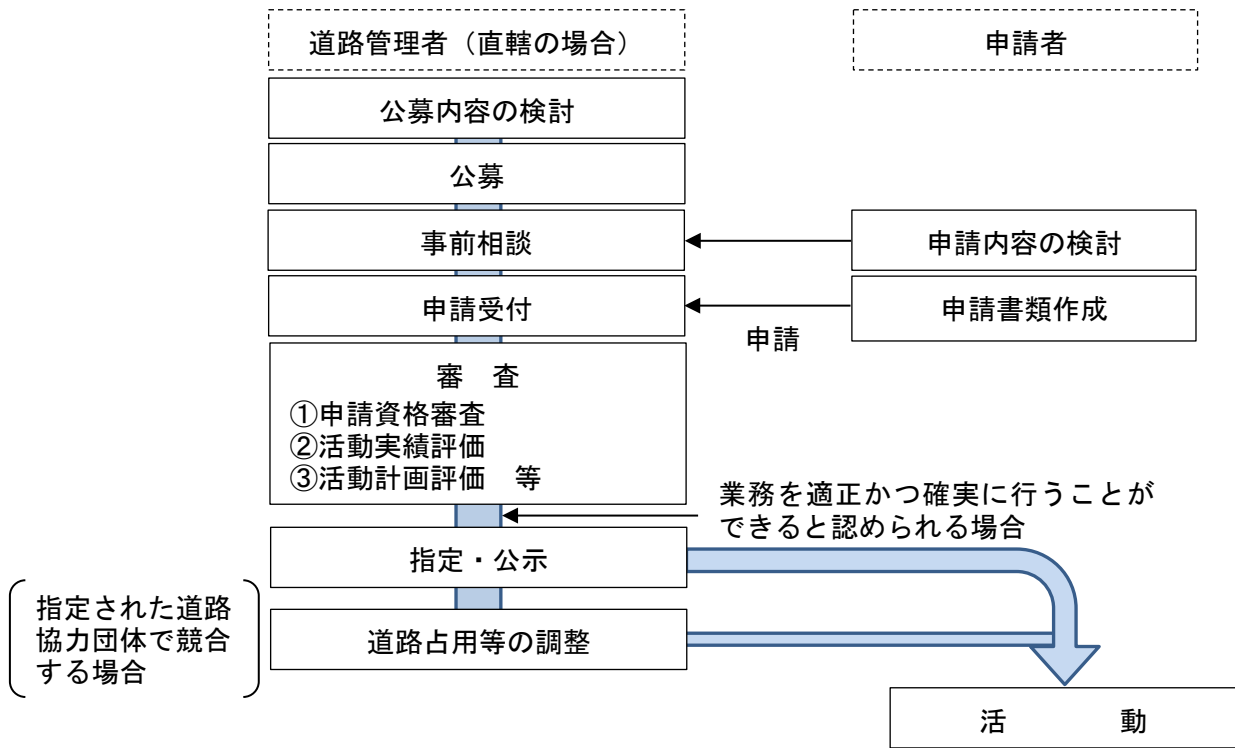 道路管理者（直轄の場合）
申請者
公募内容の検討
公募
事前相談
申請内容の検討
申請受付
申請書類作成
申請
審　査
①申請資格審査
②活動実績評価
③活動計画評価　等
業務を適正かつ確実に行うことが
できると認められる場合
指定・公示
指定された道路
協力団体で競合
する場合
道路占用等の調整
活　　　動